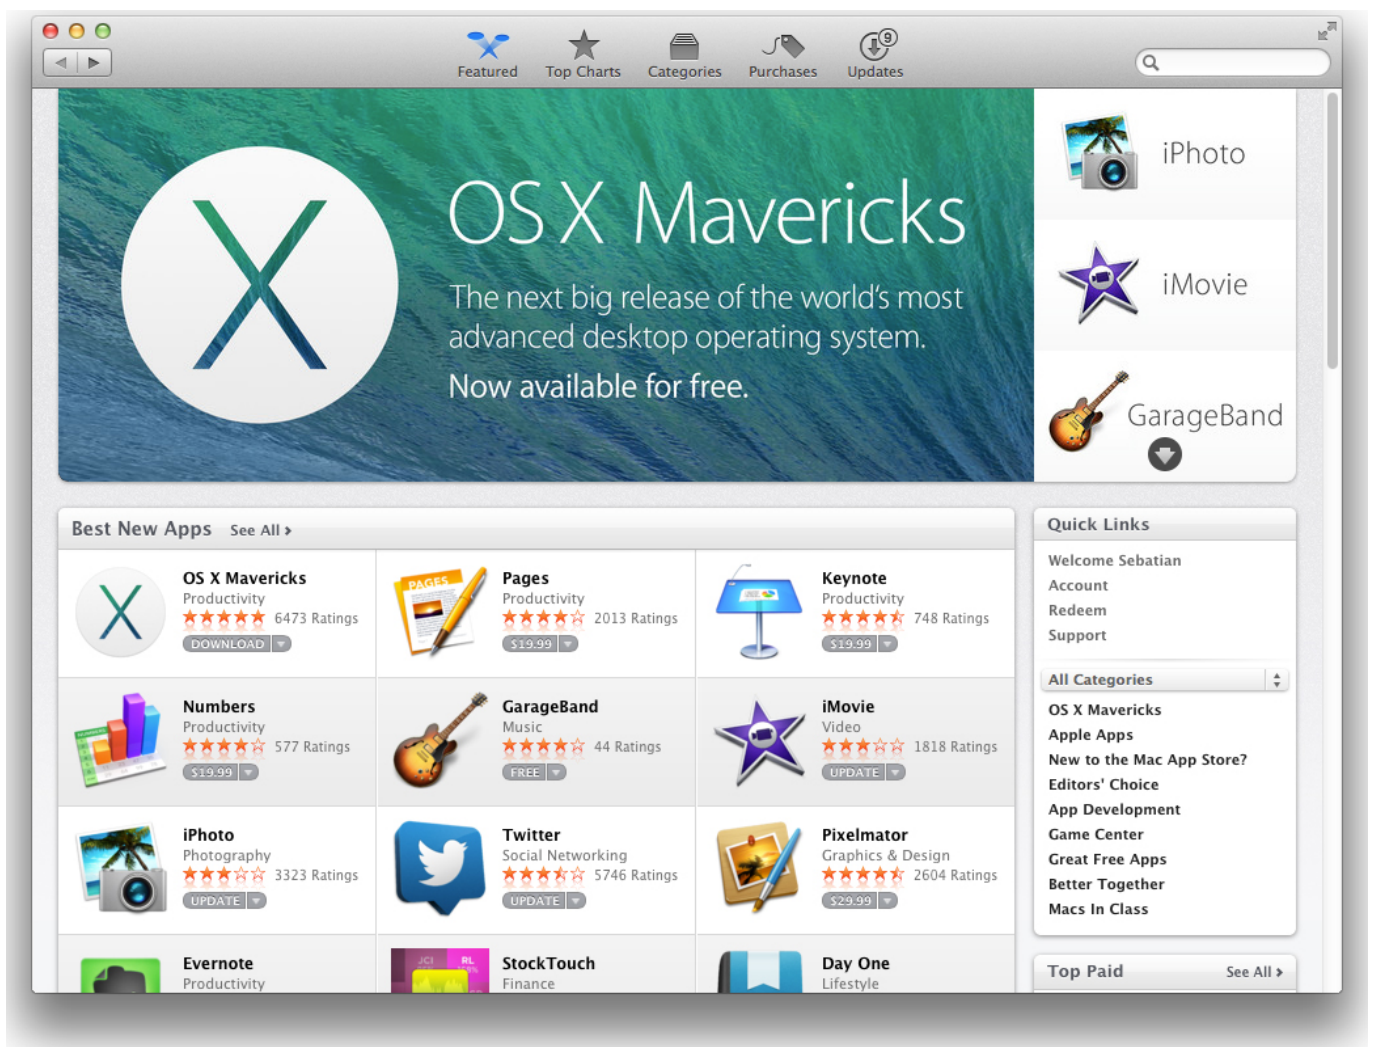 Featured
Top Charts
Categories
Purchases
9
Updates
OS X Mavericks
The next big release of the world's most
advanced desktop operating system.
Now available for free.
iPhoto
iMovie
GarageBand
Best New Apps See All ›
OS X Mavericks
Productivity
6473 Ratings
DOWNLOAD
PAGES
Pages
Productivity
2013 Ratings
$19.99
Keynote
Productivity
748 Ratings
$19.99
NUMBERS
Numbers
Productivity
577 Ratings
$19.99
GarageBand
Music
44 Ratings
FREE
iMovie
Video
1818 Ratings
UPDATE
iPhoto
Photography
3323 Ratings
UPDATE
Twitter
Social Networking
5746 Ratings
UPDATE
Pixelmator
Graphics & Design
2604 Ratings
$29.99
Evernote
Productivity
JCI
RL
StockTouch
Finance
Day One
Lifestyle
Quick Links
Welcome Sebatian
Account
Redeem
Support
All Categories
OS X Mavericks
Apple Apps
New to the Mac App Store?
Editors' Choice
App Development
Game Center
Great Free Apps
Better Together
Macs In Class
Top Paid See All ›